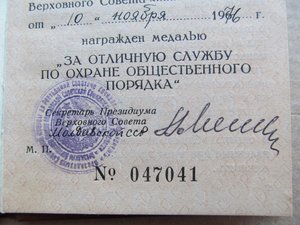 Верховного Совета
от "10" ноября 1966 г.
награжден медалью
„ЗА ОТЛИЧНУЮ СЛУЖБУ
ПО ОХРАНЕ ОБЩЕСТВЕННОГО
ПОРЯДКА“
Секретарь Президиума
Верховного Совета
Молдавской сср
М. П.
№ 047041